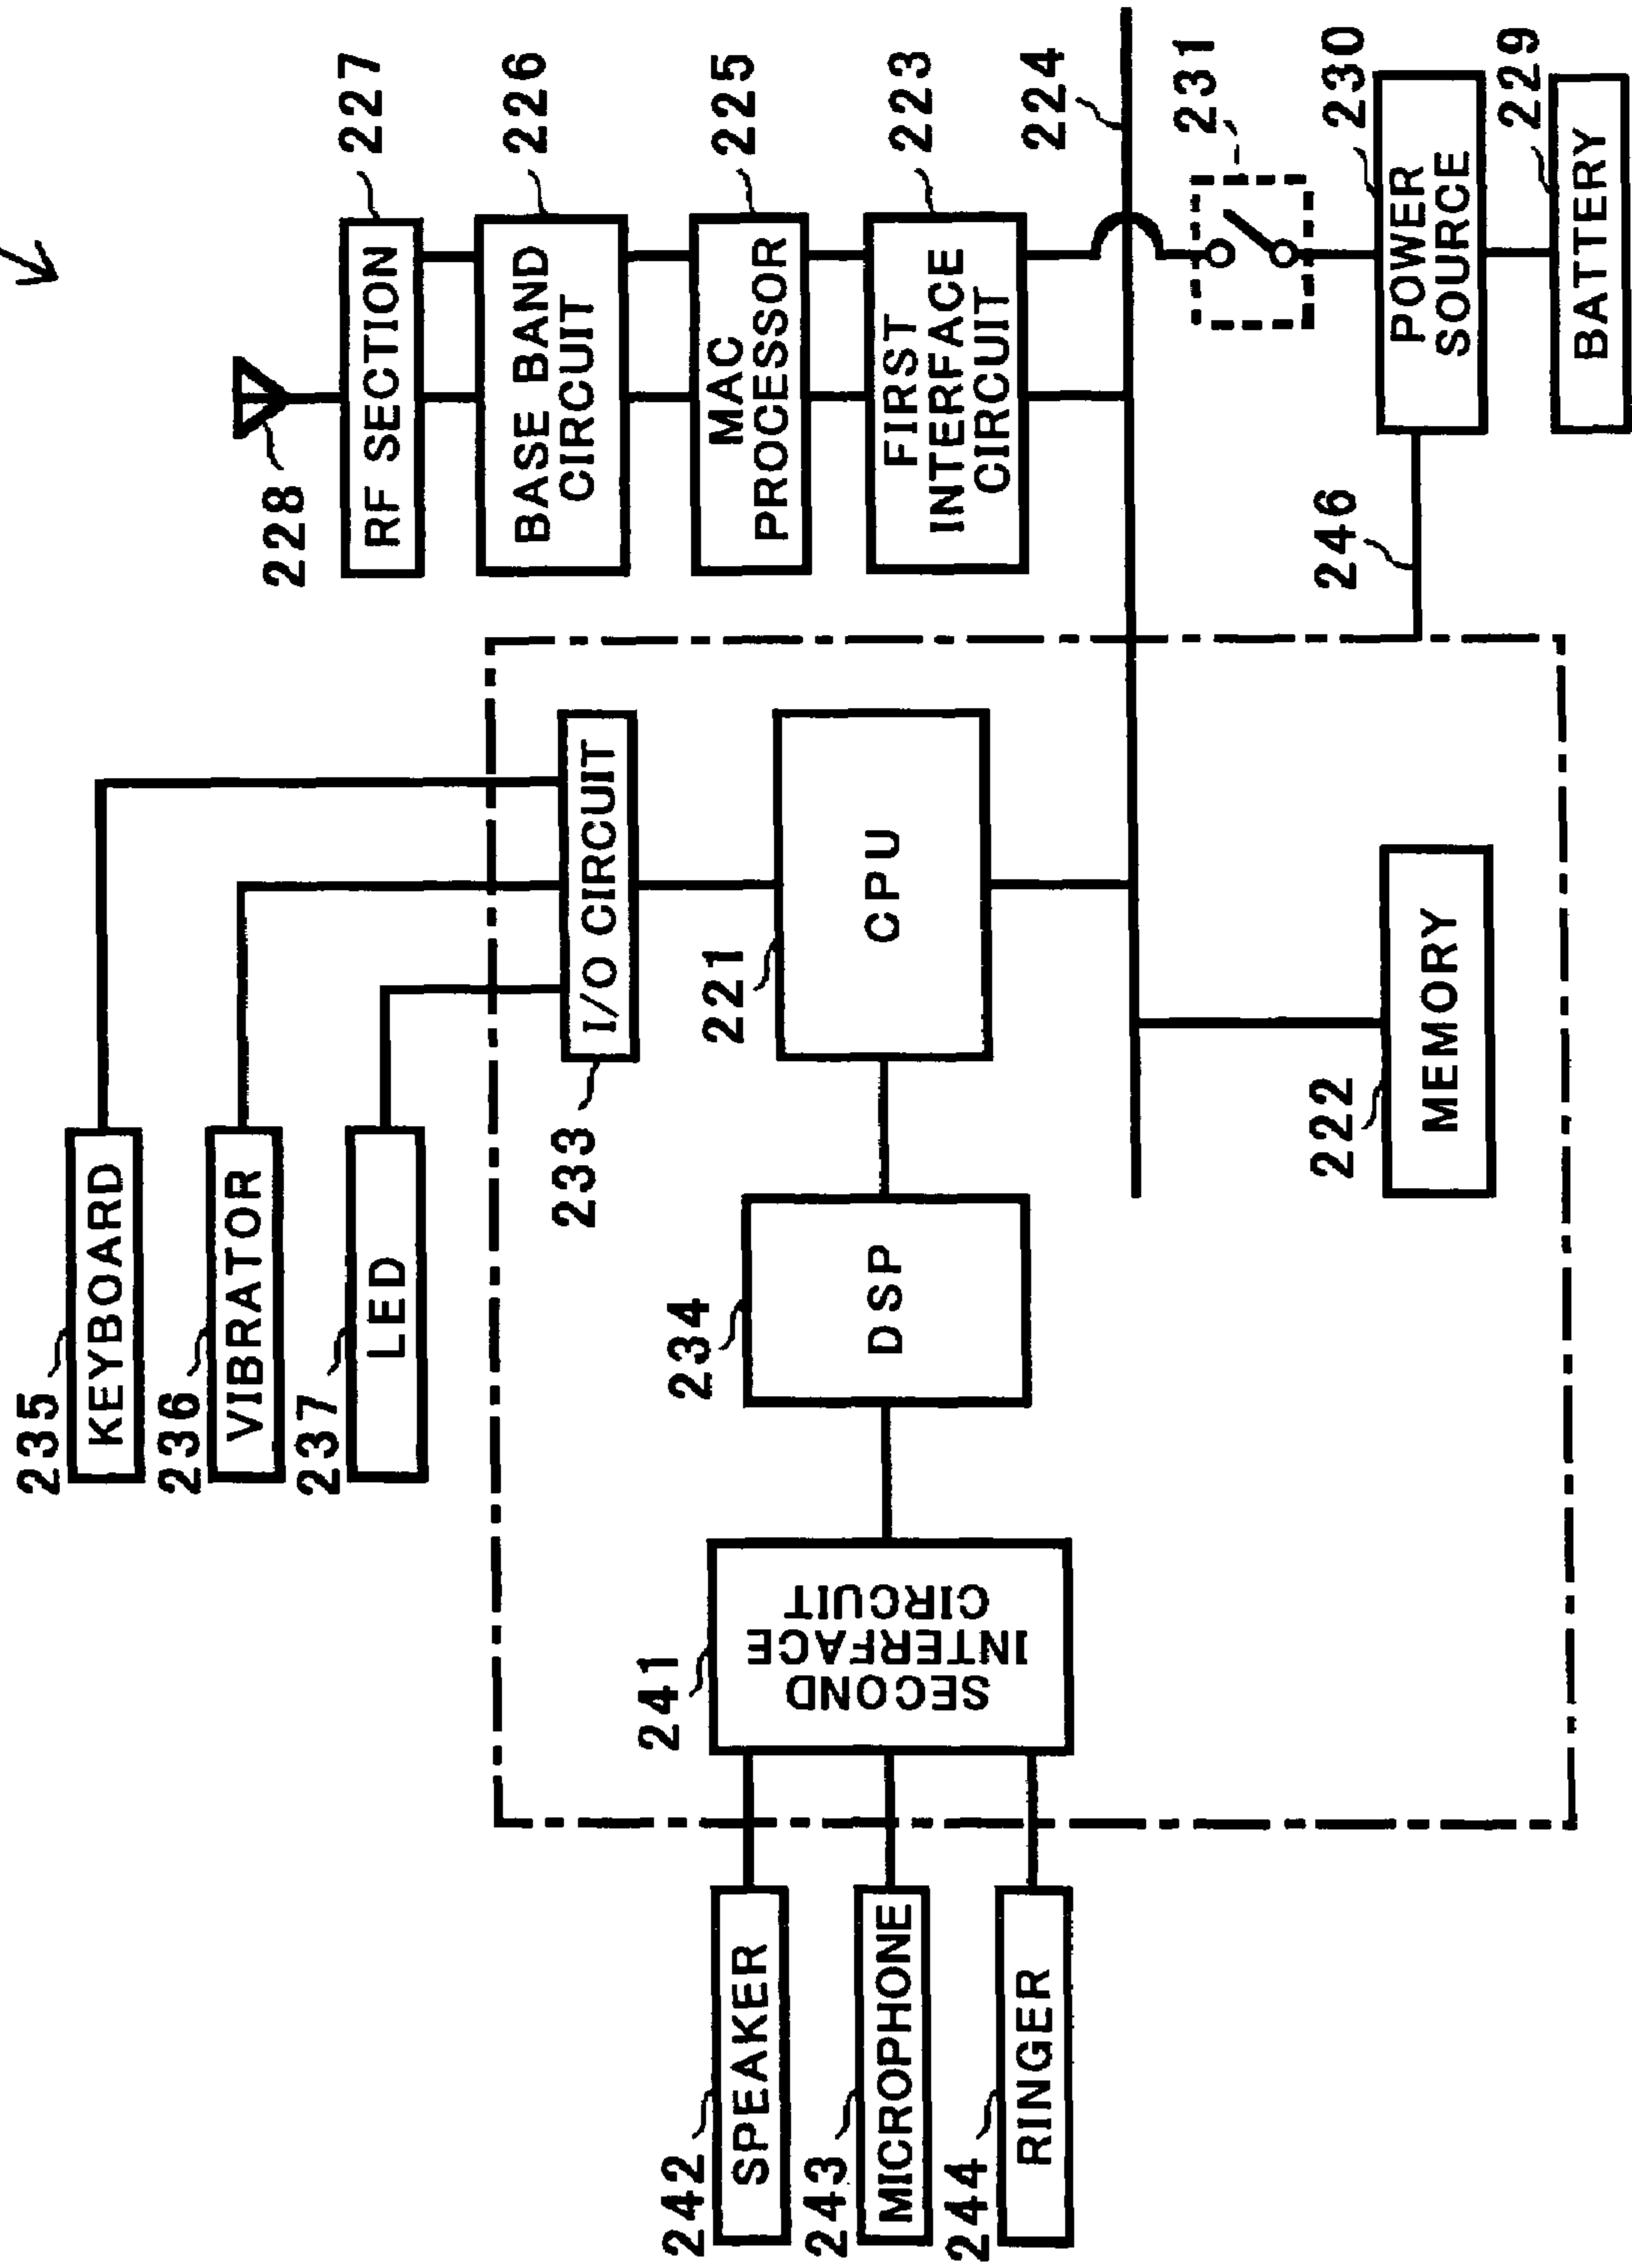 227
RF SECTION
228
226
BASE BAND
CIRCUIT
225
MAC
PROCESSOR
223
FIRST
INTERFACE
CIRCUIT
224
231
230
POWER
SOURCE
229
BATTERY
246
235
KEYBOARD
236
VIBRATOR
237
LED
233
I/O CIRCUIT
221
CPU
222
MEMORY
234
DSP
241
SECOND
INTERFACE
CIRCUIT
242
SPEAKER
243
MICROPHONE
244
RINGER